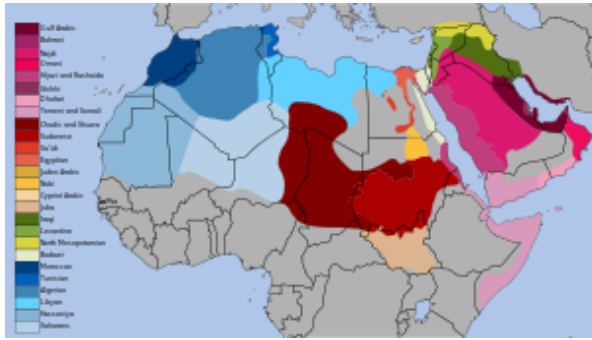 Gulf Arabic
Bahrani
Najdi
Omani
Hijazi and Rashaida
Shihhi
Dhofari
Yemeni and Somali
Chadic and Shuwa
Sudanese
Sa'idi
Egyptian
Judeo Arabic
Nubi
Cypriot Arabic
Juba
Iraqi
Levantine
North Mesopotamian
Bedawi
Moroccan
Tunisian
Algerian
Libyan
Hassaniya
Saharan